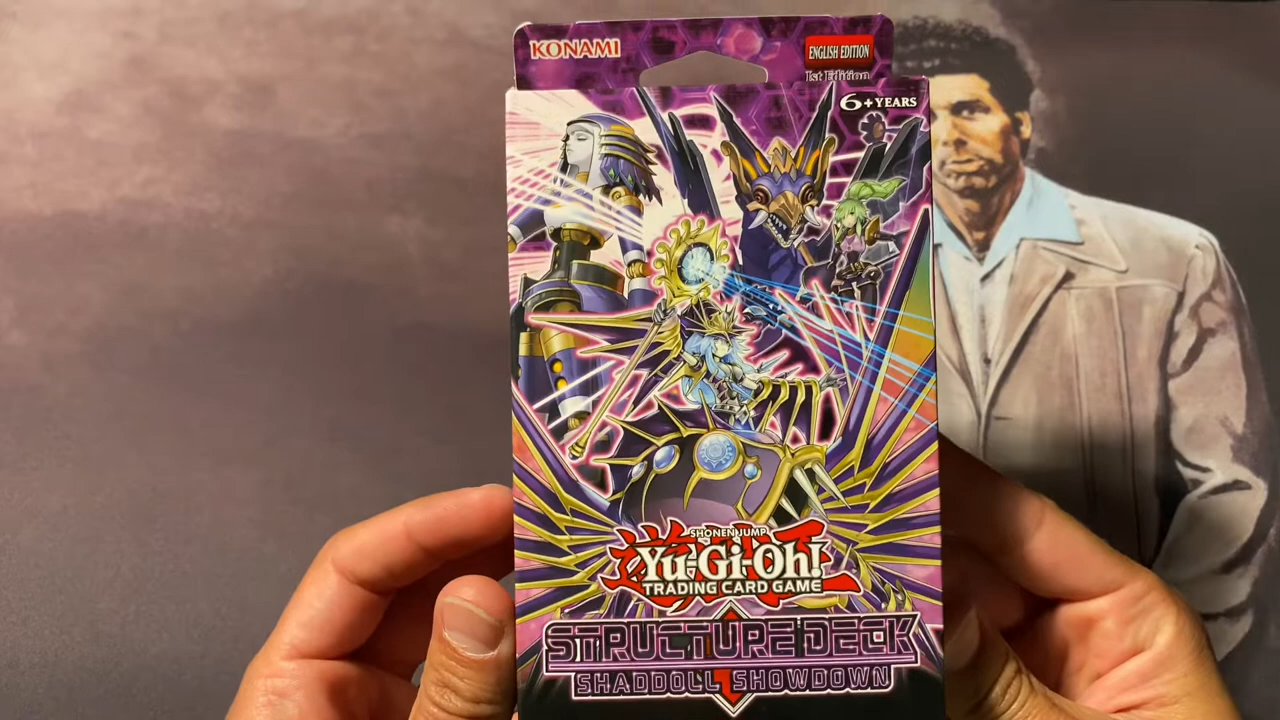 KONAMI
ENGLISH EDITION
1st Edition
6+YEARS
SHONEN JUMP
Yu-Gi-Oh!
TRADING CARD GAME
STRUCTURE DECK
SHADDOLL SHOWDOWN